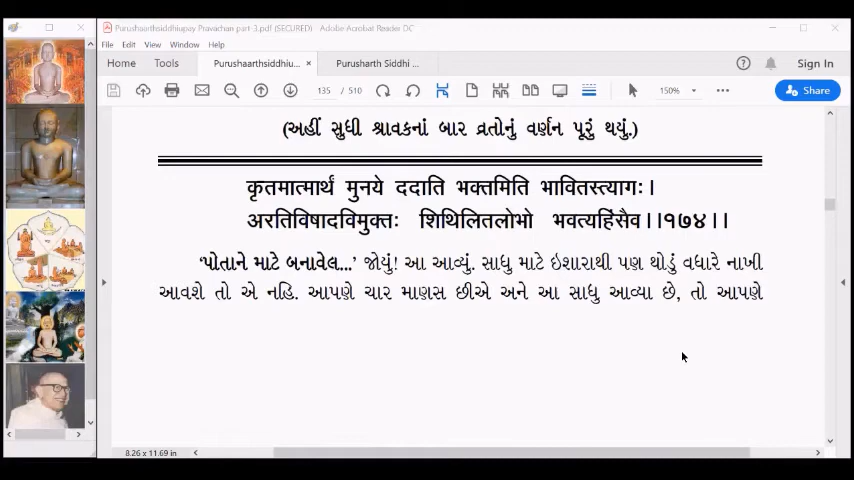 Purushaarthsiddhiupay Pravachan part-3.pdf (SECURED) - Adobe Acrobat Reader DC
File Edit View Window Help
Home Tools Purushaarthsiddhiu... × Purusharth Siddhi ... Sign In
135 / 510 150% Share
(અહીં સુધી શ્રાવકનાં બાર વ્રતોનું વર્ણન પૂરું થયું.)
कृतमात्मार्थं मुनये ददाति भक्तमिति भावितस्त्यागः।
अरतिविषादविमुक्तः शिथिलितलोभो भवत्यहिंसैव।।૧૭૪।।
‘પોતાને માટે બનાવેલ...’ જોયું! આ આવ્યું. સાધુ માટે ઇશારાથી પણ થોડું વધારે નાખી
આવશે તો એ નહિ. આપણે ચાર માણસ છીએ અને આ સાધુ આવ્યા છે, તો આપણે
8.26 x 11.69 in